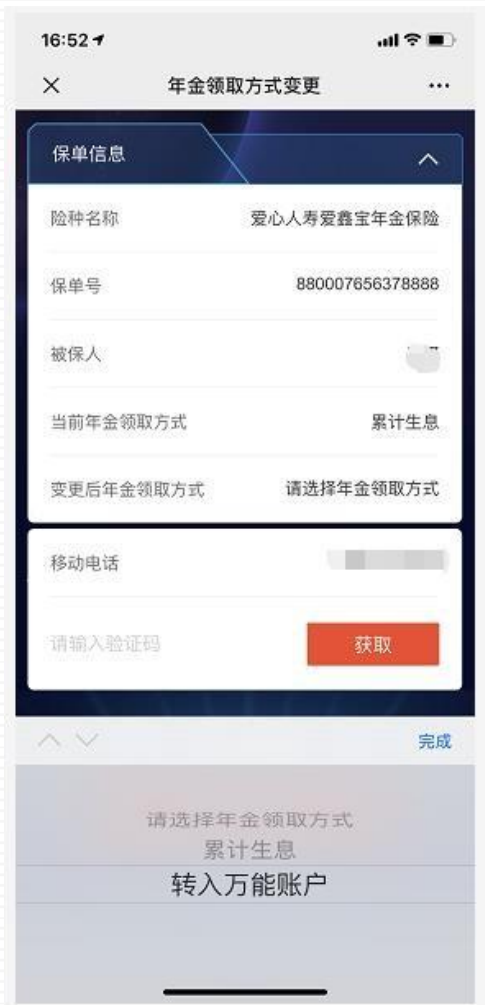 16:52
年金领取方式变更
保单信息
险种名称 爱心人寿爱鑫宝年金保险
保单号 880007656378888
被保人
当前年金领取方式 累计生息
变更后年金领取方式 请选择年金领取方式
移动电话
请输入验证码 获取
完成
请选择年金领取方式
累计生息
转入万能账户